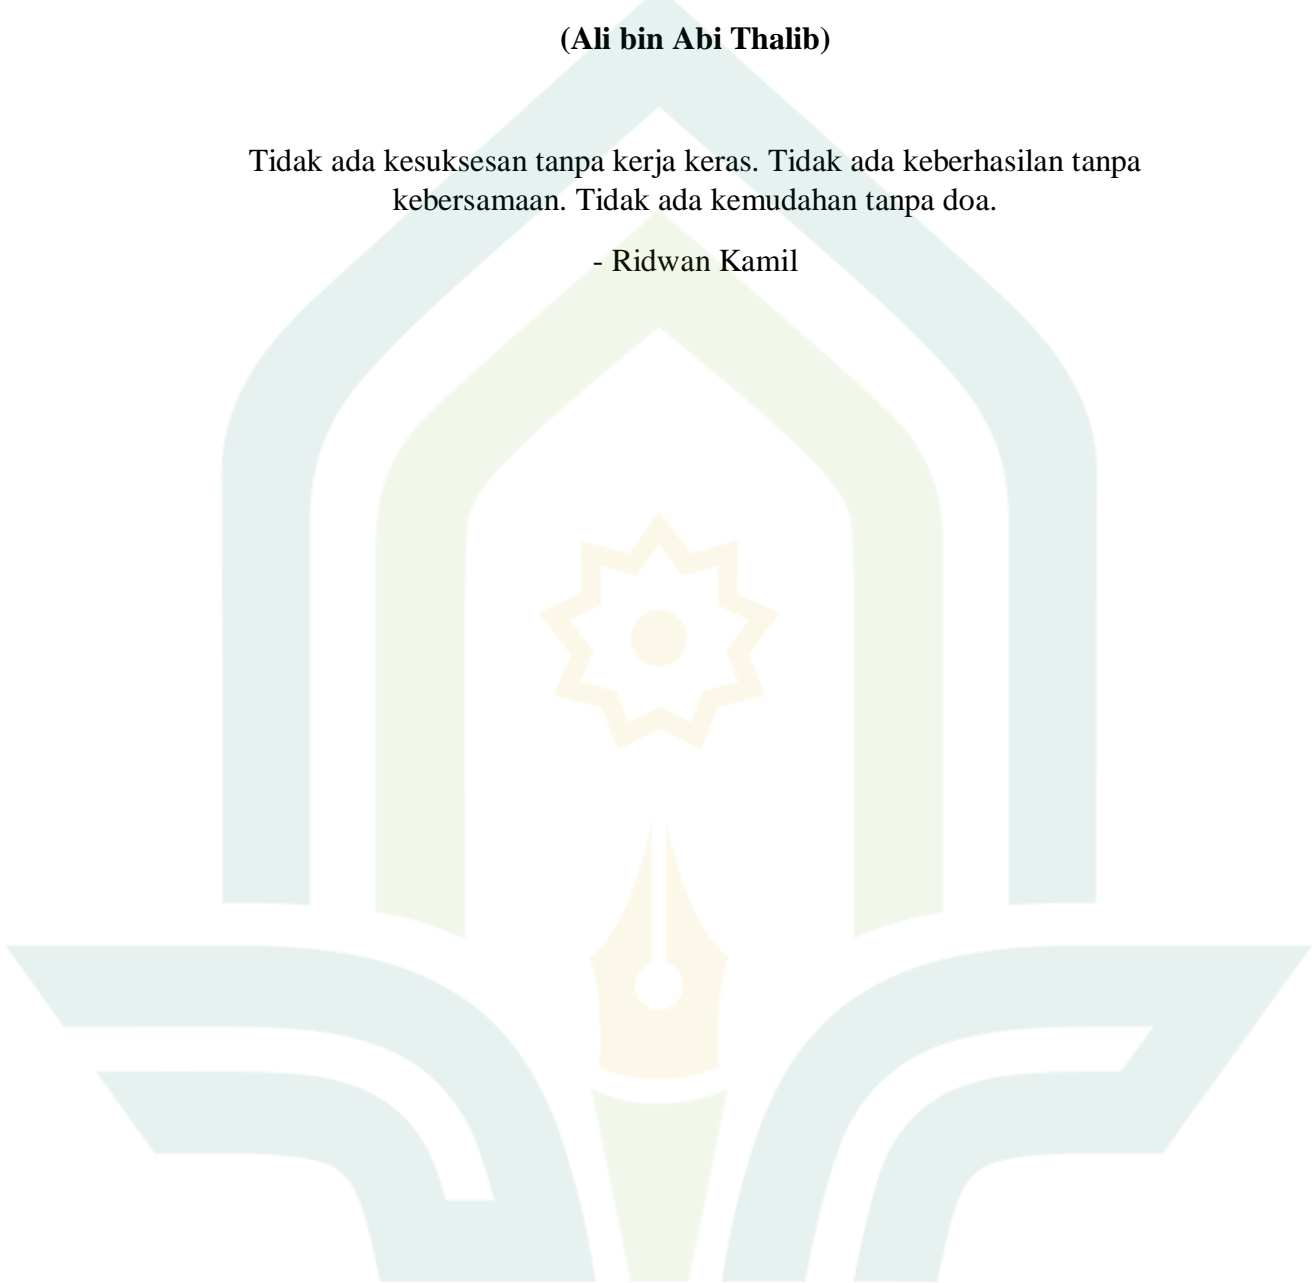 (Ali bin Abi Thalib)
Tidak ada kesuksesan tanpa kerja keras. Tidak ada keberhasilan tanpa
kebersamaan. Tidak ada kemudahan tanpa doa.
- Ridwan Kamil